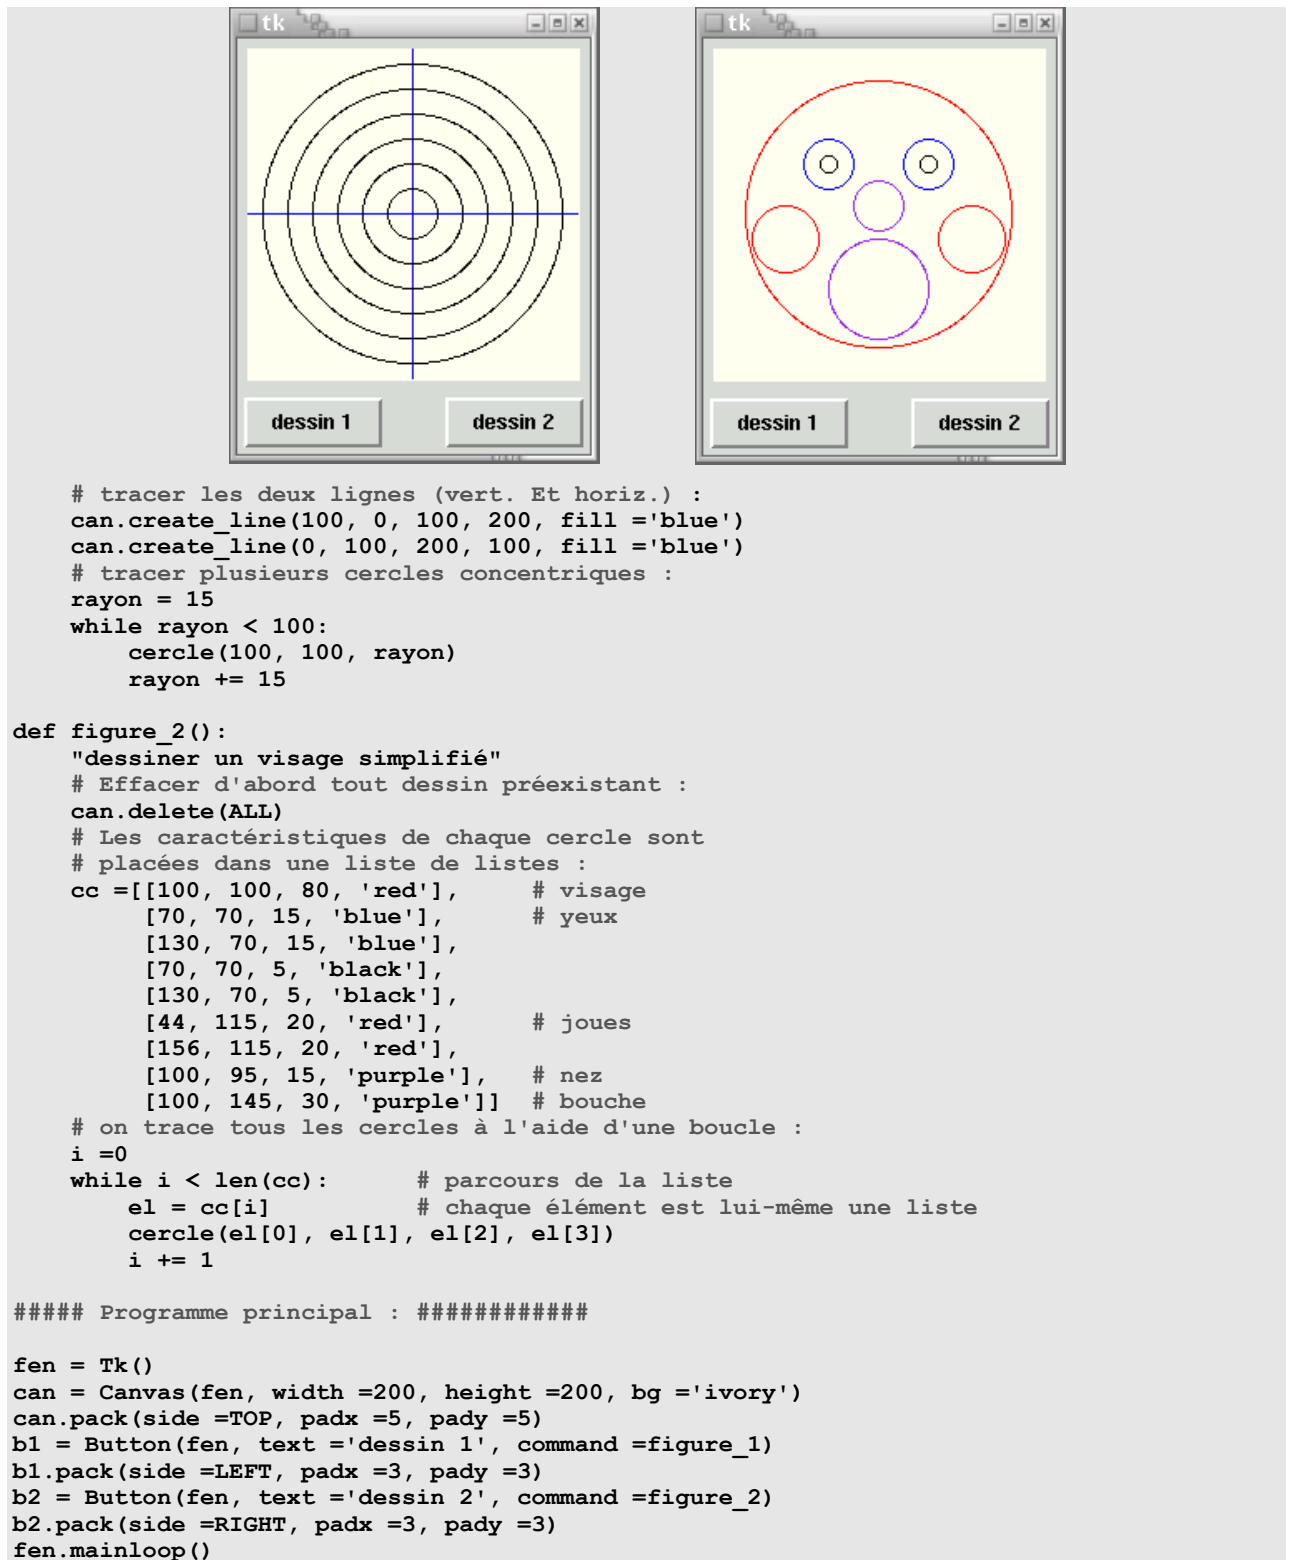 tk tk
dessin 1 dessin 2 dessin 1 dessin 2
    # tracer les deux lignes (vert. Et horiz.) :
    can.create_line(100, 0, 100, 200, fill ='blue')
    can.create_line(0, 100, 200, 100, fill ='blue')
    # tracer plusieurs cercles concentriques :
    rayon = 15
    while rayon < 100:
        cercle(100, 100, rayon)
        rayon += 15

def figure_2():
    "dessiner un visage simplifié"
    # Effacer d'abord tout dessin préexistant :
    can.delete(ALL)
    # Les caractéristiques de chaque cercle sont
    # placées dans une liste de listes :
    cc =[[100, 100, 80, 'red'],     # visage
         [70, 70, 15, 'blue'],      # yeux
         [130, 70, 15, 'blue'],
         [70, 70, 5, 'black'],
         [130, 70, 5, 'black'],
         [44, 115, 20, 'red'],      # joues
         [156, 115, 20, 'red'],
         [100, 95, 15, 'purple'],   # nez
         [100, 145, 30, 'purple']]  # bouche
    # on trace tous les cercles à l'aide d'une boucle :
    i =0
    while i < len(cc):      # parcours de la liste
        el = cc[i]          # chaque élément est lui-même une liste
        cercle(el[0], el[1], el[2], el[3])
        i += 1

##### Programme principal : ############

fen = Tk()
can = Canvas(fen, width =200, height =200, bg ='ivory')
can.pack(side =TOP, padx =5, pady =5)
b1 = Button(fen, text ='dessin 1', command =figure_1)
b1.pack(side =LEFT, padx =3, pady =3)
b2 = Button(fen, text ='dessin 2', command =figure_2)
b2.pack(side =RIGHT, padx =3, pady =3)
fen.mainloop()